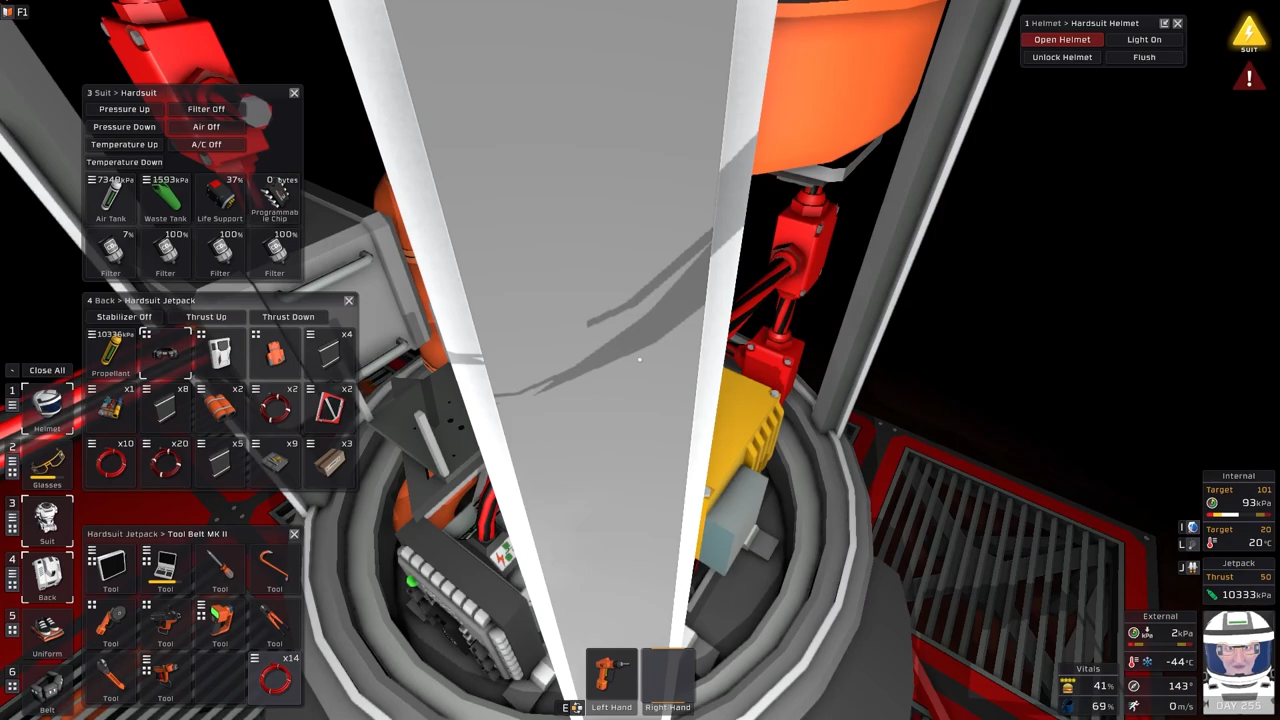 F1
3 Suit > Hardsuit
Pressure Up
Filter Off
Pressure Down
Air Off
Temperature Up
A/C Off
Temperature Down
7349kPa
1593kPa
37%
0 bytes
Air Tank
Waste Tank
Life Support
Programmab
le Chip
7%
100%
100%
100%
Filter
Filter
Filter
Filter
4 Back > Hardsuit Jetpack
Stabilizer Off
Thrust Up
Thrust Down
10336kPa
x4
Propellant
x1
x8
x2
x2
x2
x10
x20
x5
x9
x3
~
Close All
1
Helmet
2
Glasses
3
Suit
4
Back
5
Uniform
6
Belt
Hardsuit Jetpack > Tool Belt MK II
Tool
Tool
Tool
Tool
Tool
Tool
Tool
Tool
x14
Tool
Tool
E
Left Hand
Right Hand
1 Helmet > Hardsuit Helmet
Open Helmet
Light On
Unlock Helmet
Flush
SUIT
Internal
Target 101
93kPa
Target 20
20°C
I
L
J
Jetpack
Thrust 50
10333kPa
External
kPa
2kPa
-44°C
143°
0m/s
Vitals
41%
69%
DAY 255